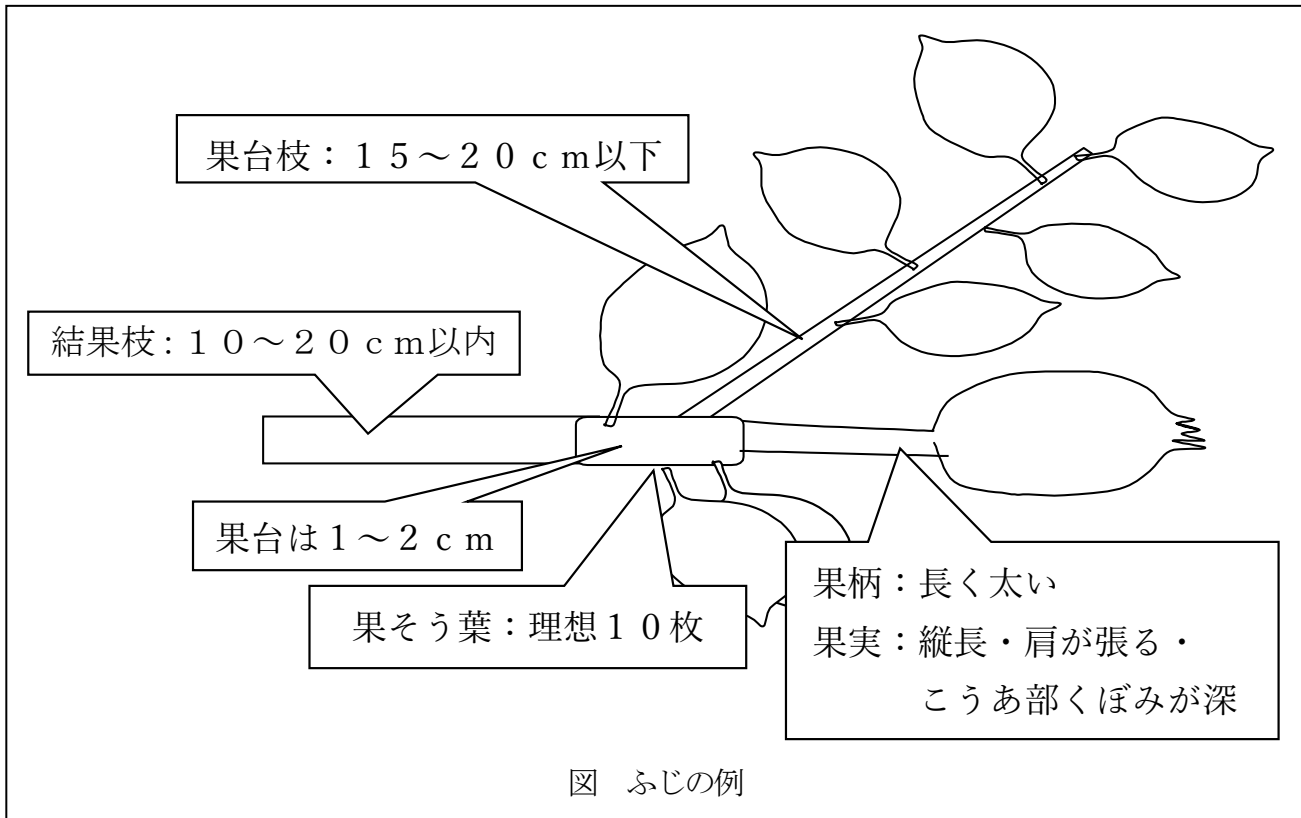 果台枝：１５～２０ｃｍ以下
結果枝：１０～２０ｃｍ以内
果台は１～２ｃｍ
果そう葉：理想１０枚
果柄：長く太い
果実：縦長・肩が張る・
こうあ部くぼみが深
図　ふじの例